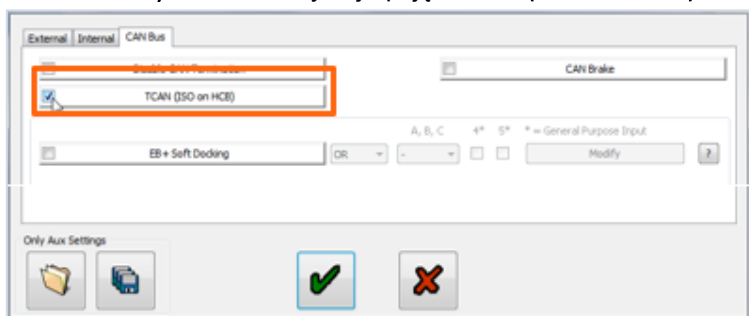 External Internal CAN Bus
CAN Brake
TCAN (ISO on HCB)
A, B, C 4* 5* * = General Purpose Input
EB+ Soft Docking OR - Modify ?
Only Aux Settings